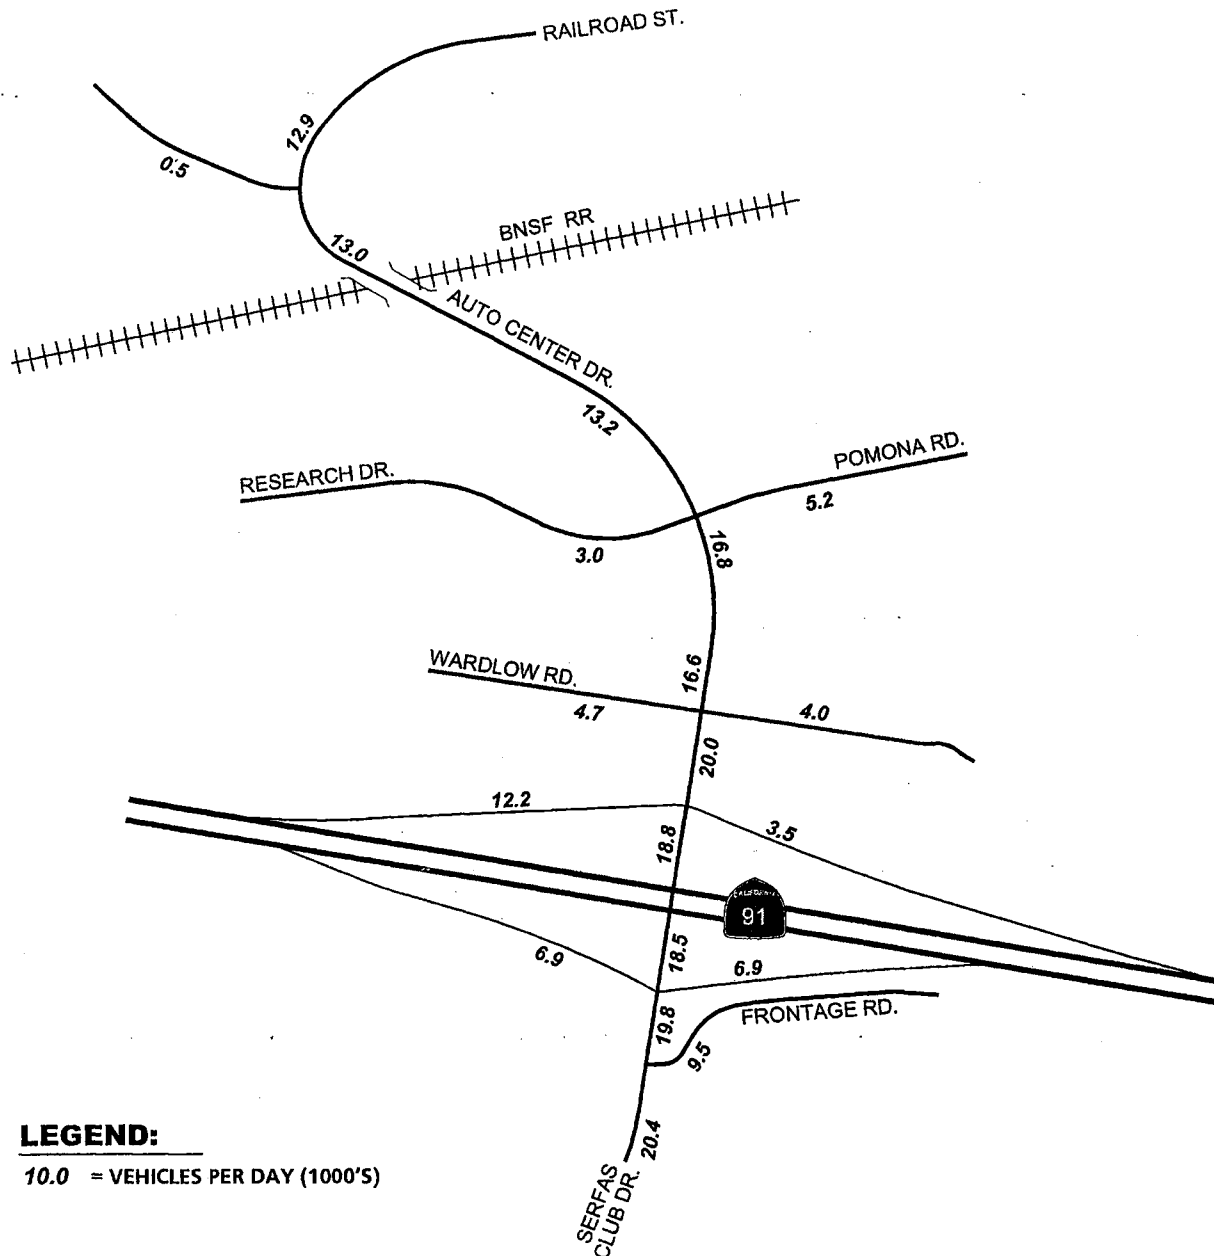 RAILROAD ST.
12.9
0.5
BNSF RR
13.0
AUTO CENTER DR.
13.2
RESEARCH DR.
POMONA RD.
5.2
3.0
16.8
WARDLOW RD.
16.6
4.7
4.0
20.0
12.2
3.5
18.8
CALIFORNIA
91
18.5
6.9
6.9
FRONTAGE RD.
19.8
9.5
20.4
SERFAS
CLUB DR.
LEGEND:
10.0 = VEHICLES PER DAY (1000'S)